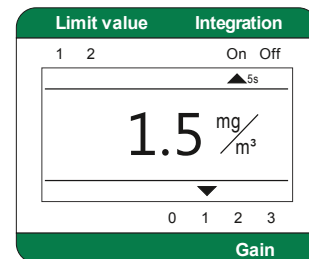 Limit value Integration
1 2 On Off
5s
1.5 mg/m³
0 1 2 3
Gain